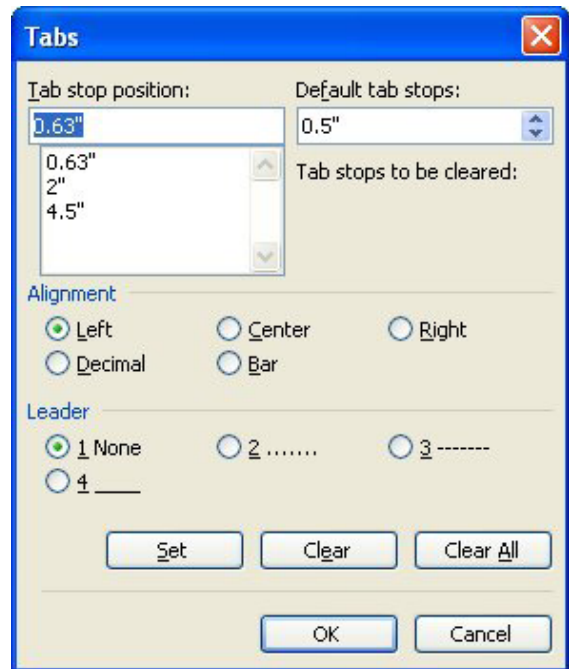 Tabs
Tab stop position: Default tab stops:
0.63" 0.5"
0.63" Tab stops to be cleared:
2"
4.5"
Alignment
Left Center Right
Decimal Bar
Leader
1 None 2 ....... 3 -------
4 ____
Set Clear Clear All
OK Cancel